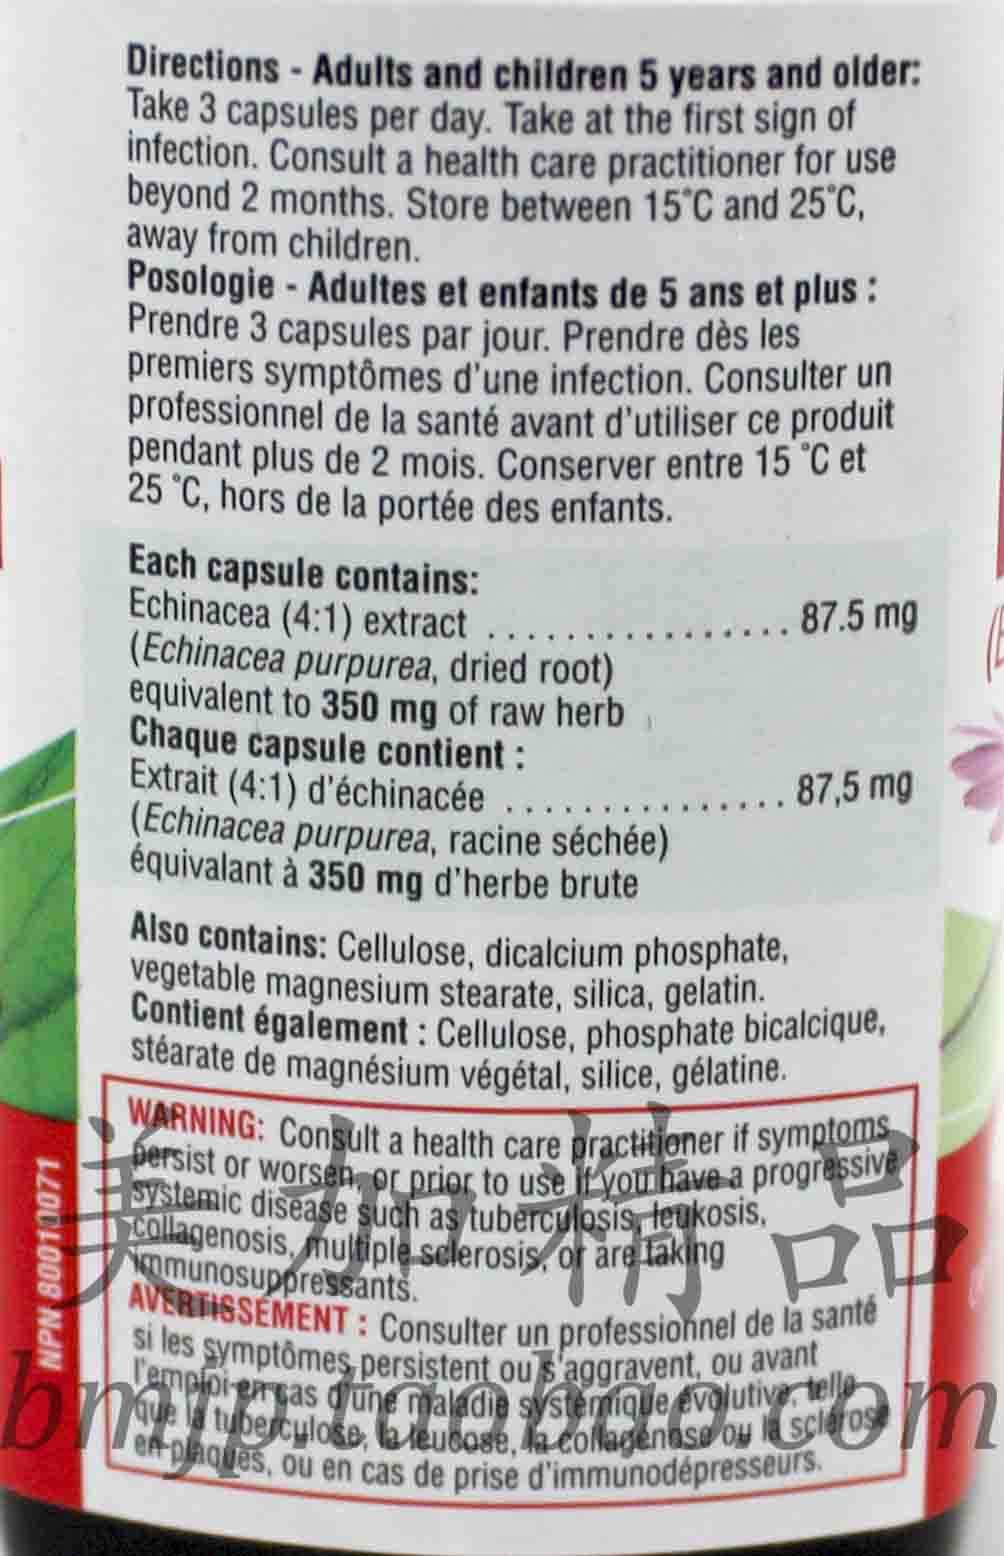 Directions - Adults and children 5 years and older:
Take 3 capsules per day. Take at the first sign of
infection. Consult a health care practitioner for use
beyond 2 months. Store between 15°C and 25°C,
away from children.
Posologie - Adultes et enfants de 5 ans et plus :
Prendre 3 capsules par jour. Prendre dès les
premiers symptômes d'une infection. Consulter un
professionnel de la santé avant d'utiliser ce produit
pendant plus de 2 mois. Conserver entre 15 °C et
25 °C, hors de la portée des enfants.
Each capsule contains:
Echinacea (4:1) extract ................ 87.5 mg
(Echinacea purpurea, dried root)
equivalent to 350 mg of raw herb
Chaque capsule contient :
Extrait (4:1) d'échinacée ............... 87,5 mg
(Echinacea purpurea, racine séchée)
équivalant à 350 mg d'herbe brute
Also contains: Cellulose, dicalcium phosphate,
vegetable magnesium stearate, silica, gelatin.
Contient également : Cellulose, phosphate bicalcique,
stéarate de magnésium végétal, silice, gélatine.
WARNING: Consult a health care practitioner if symptoms
persist or worsen, or prior to use if you have a progressive
systemic disease such as tuberculosis, leukosis,
collagenosis, multiple sclerosis, or are taking
immunosuppressants.
AVERTISSEMENT : Consulter un professionnel de la santé
si les symptômes persistent ou s'aggravent, ou avant
l'emploi en cas d'une maladie systémique évolutive, telle
que la tuberculose, la leucose, la collagénose ou la sclérose
en plaques, ou en cas de prise d'immunodépresseurs.
NPN 80010071
美加精品
bmjp.taobao.com